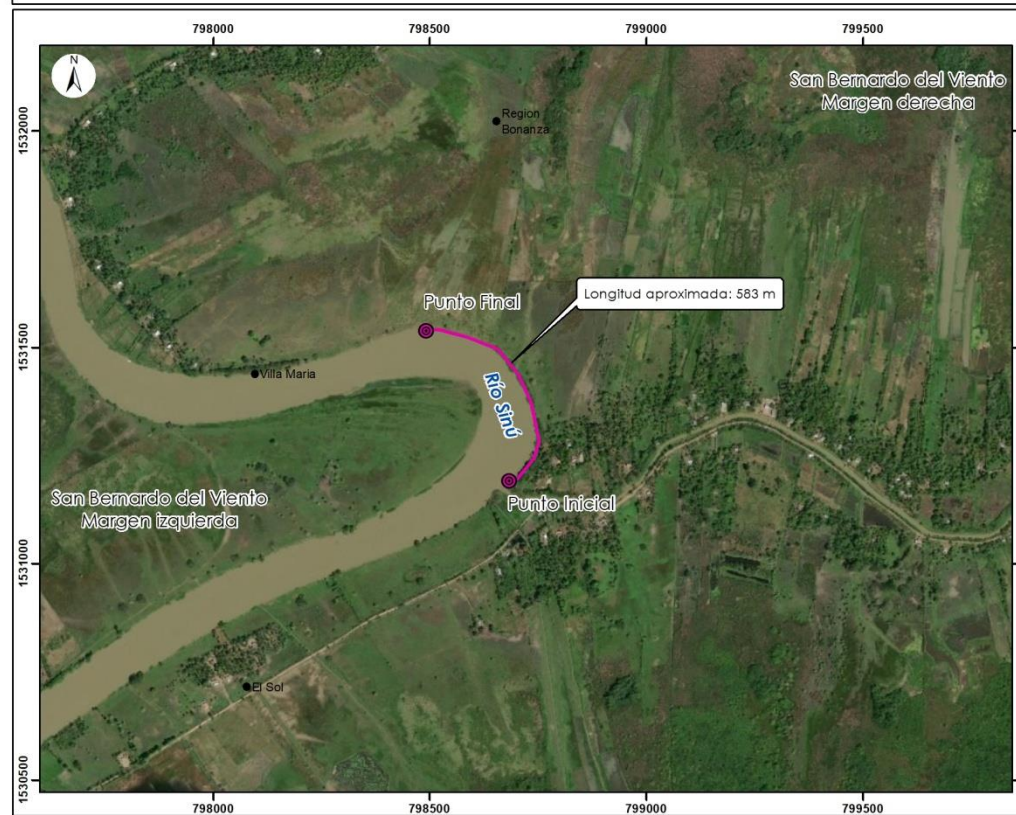 798000
798500
799000
799500
N
San Bernardo del Viento
Margen derecha
Region
Bonanza
1532000
Longitud aproximada: 583 m
Punto Final
1531500
Villa Maria
Río Sinú
San Bernardo del Viento
Margen izquierda
Punto Inicial
1531000
El Sol
1530500
798000
798500
799000
799500